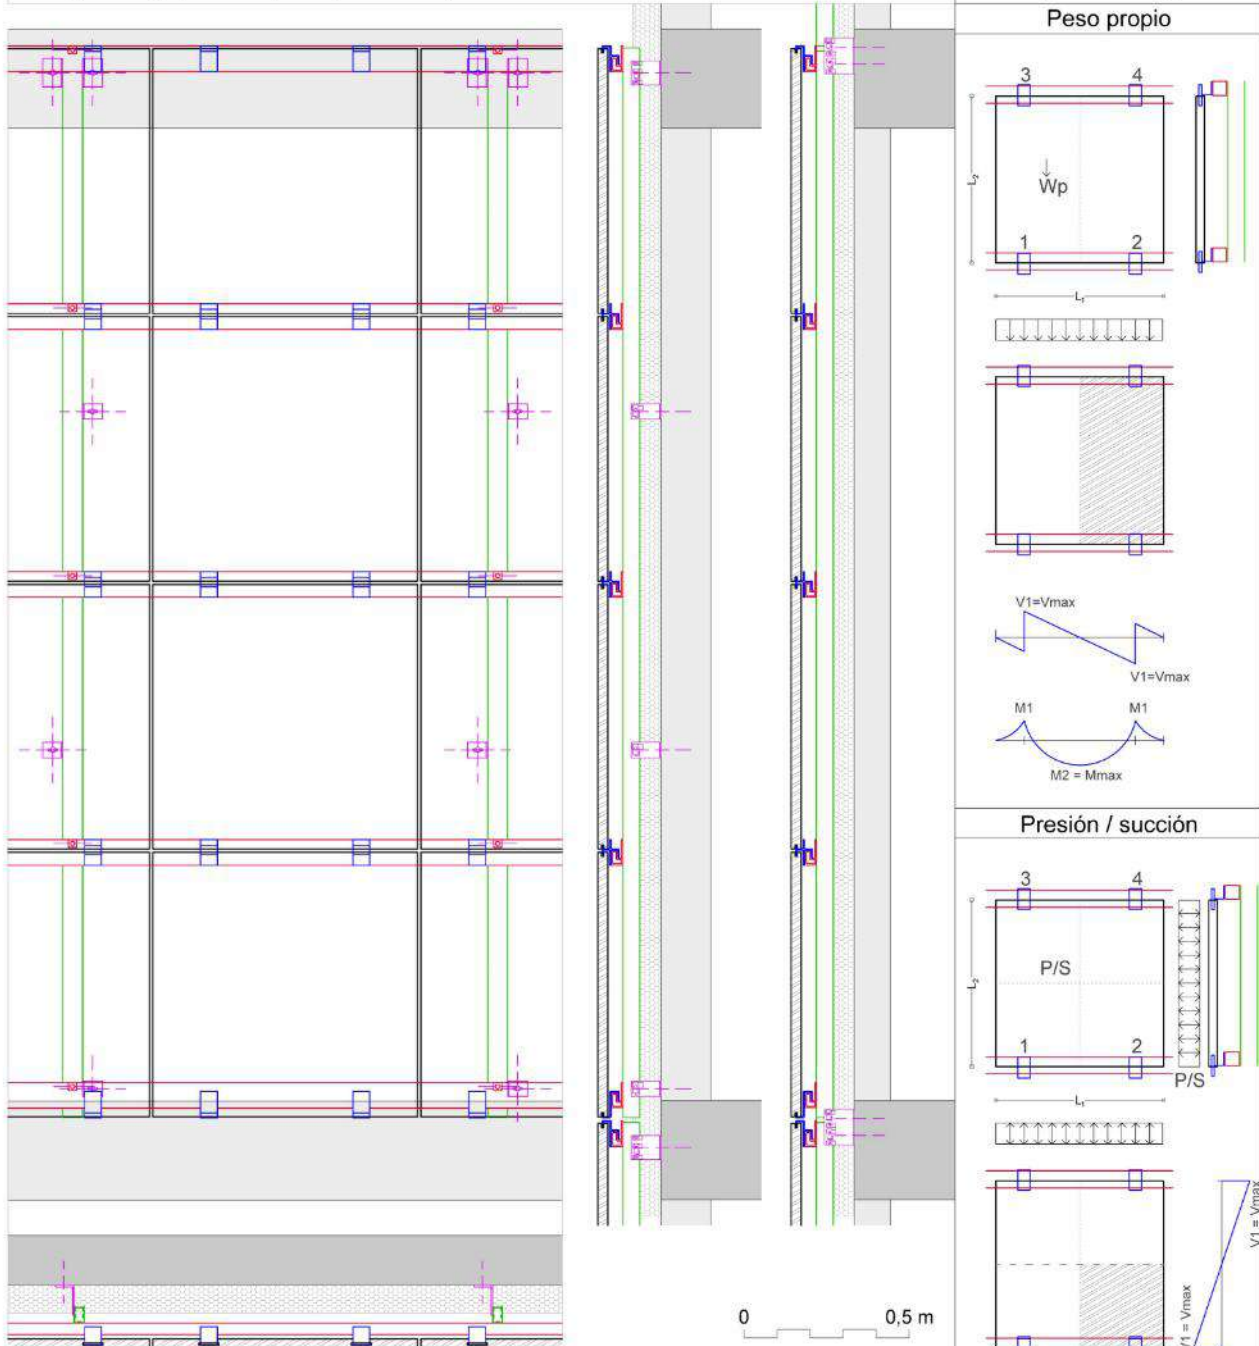 Peso propio
3 4
Wp
L₂
1 2
L₁
V1=Vmax
V1=Vmax
M1 M1
M2 = Mmax
Presión / succión
3 4
P/S
L₂
1 2
P/S
L₁
V1 = Vmax
V1 = Vmax
0 0,5 m